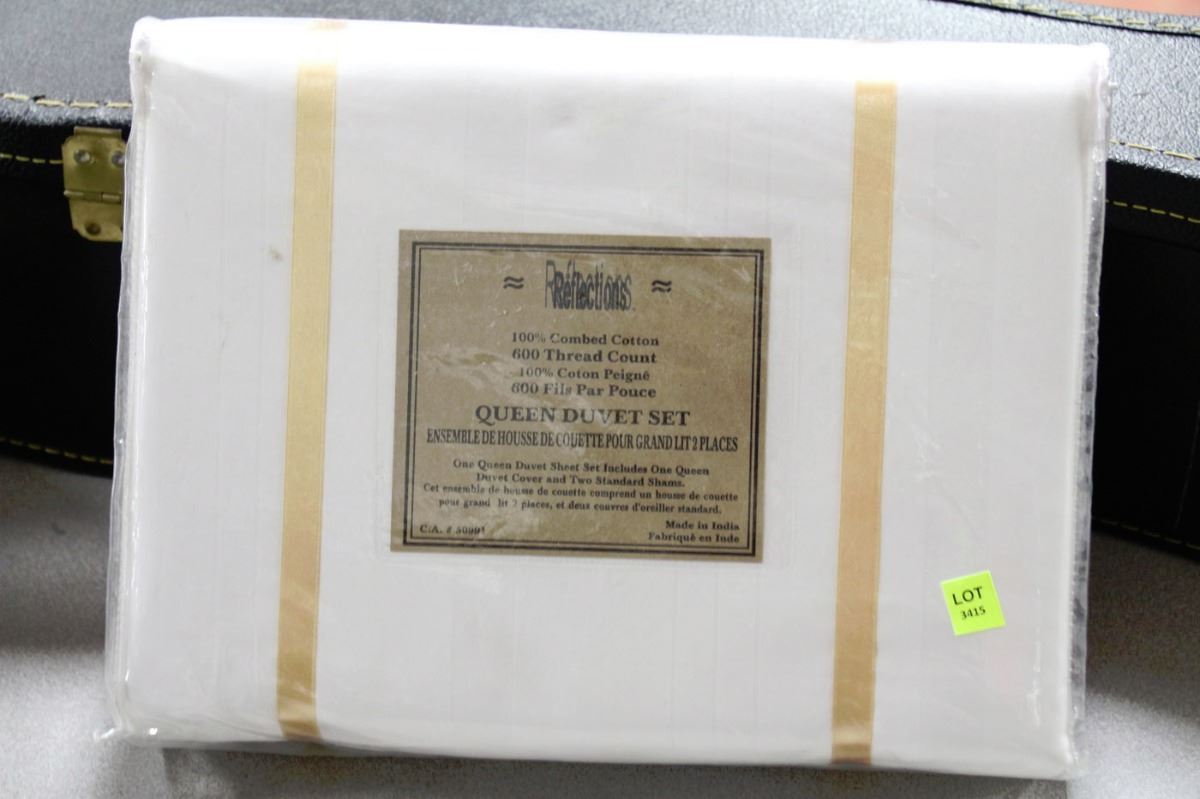 ≈ Réflections ≈
100% Combed Cotton
600 Thread Count
100% Coton Peigné
600 Fils Par Pouce
QUEEN DUVET SET
ENSEMBLE DE HOUSSE DE COUETTE POUR GRAND LIT 2 PLACES
One Queen Duvet Sheet Set Includes One Queen
Duvet Cover and Two Standard Shams.
Cet ensemble de housse de couette comprend un housse de couette
pour grand lit 2 places, et deux couvres d'oreiller standard.
C.A. #
Made in India
Fabriqué en Inde
LOT
3415